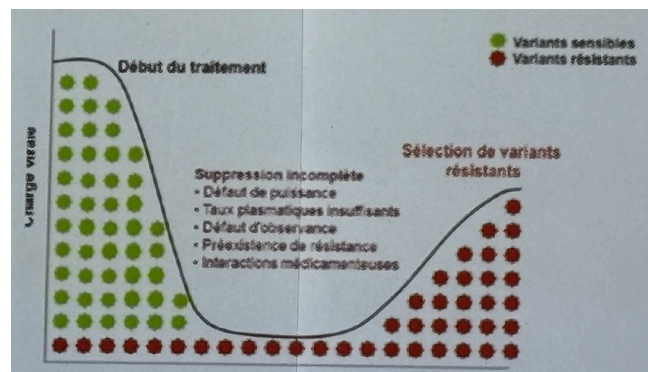 Variants sensibles
Variants résistants
Début du traitement
Charge virale
Sélection de variants
résistants
Suppression incomplète
• Défaut de puissance
• Taux plasmatiques insuffisants
• Défaut d'observance
• Préexistence de résistance
• Interactions médicamenteuses